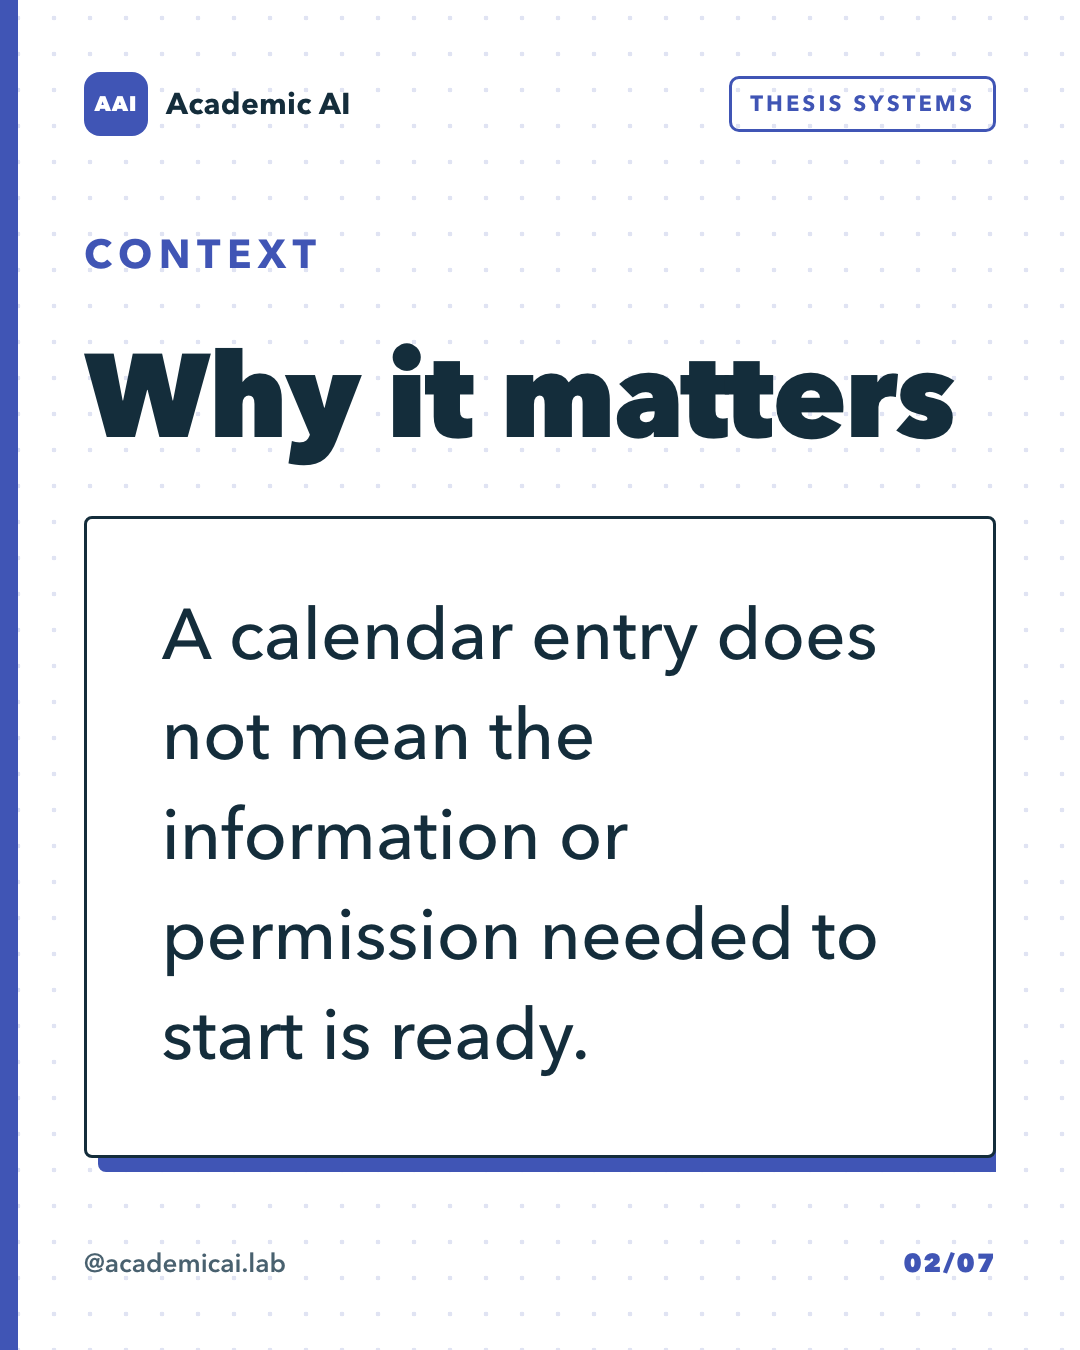 AAI Academic AI
THESIS SYSTEMS
CONTEXT
Why it matters
A calendar entry does
not mean the
information or
permission needed to
start is ready.
@academicai.lab
02/07